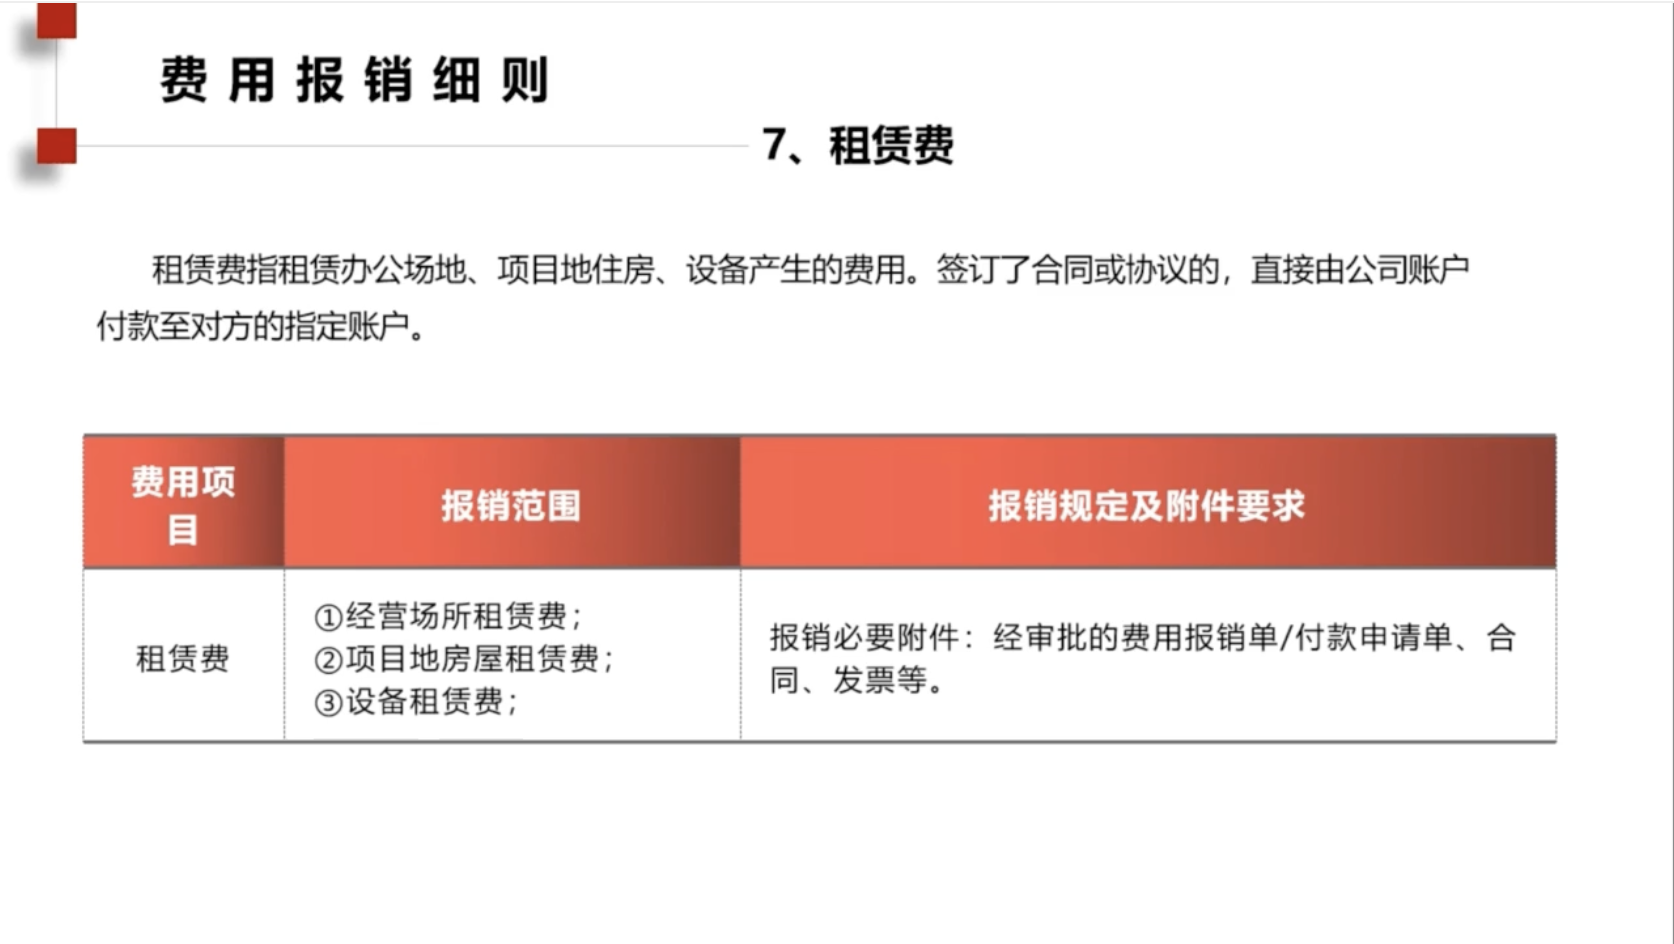 费用报销细则
7、租赁费
租赁费指租赁办公场地、项目地住房、设备产生的费用。签订了合同或协议的，直接由公司账户
付款至对方的指定账户。
费用项
目
报销范围
报销规定及附件要求
租赁费
①经营场所租赁费；
②项目地房屋租赁费；
③设备租赁费；
报销必要附件：经审批的费用报销单/付款申请单、合
同、发票等。